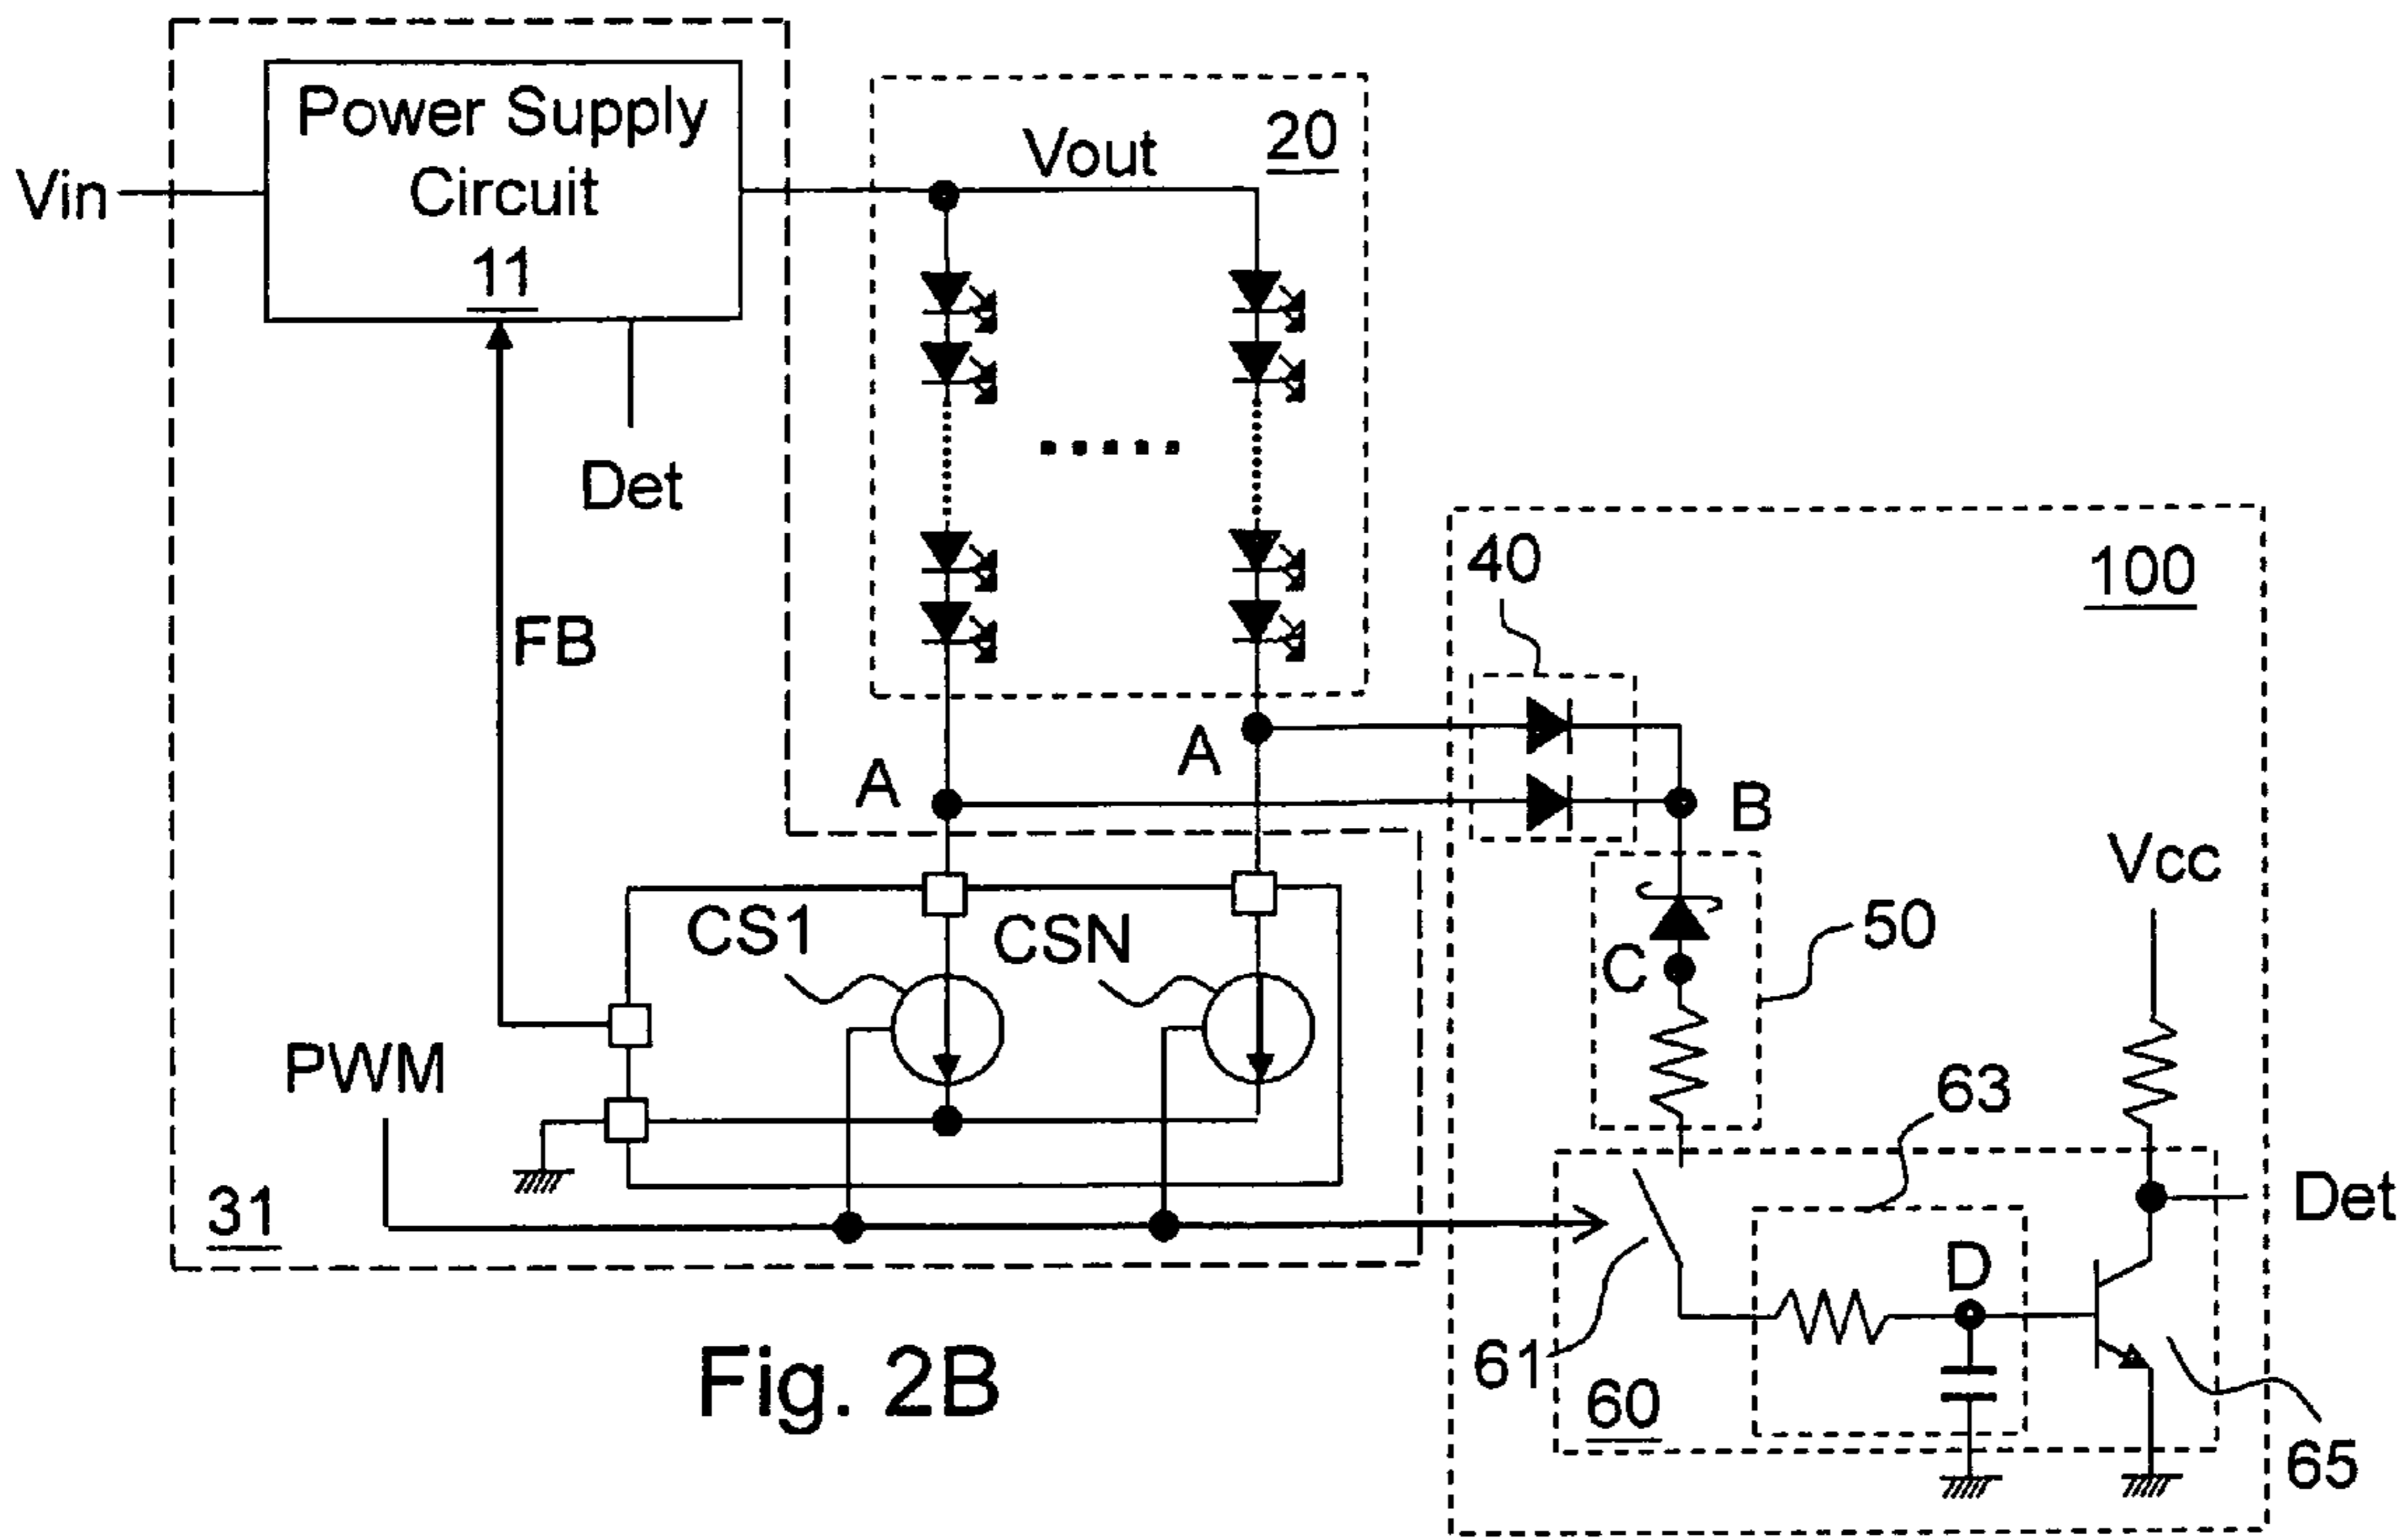 Power Supply
Circuit
11
Vin
Vout
20
Det
FB
40
100
A
A
B
Vcc
CS1
CSN
C
50
PWM
63
31
Det
D
61
60
65
Fig. 2B